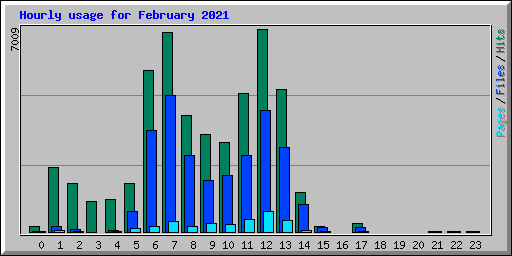 Hourly usage for February 2021
7009
Pages/Files/Hits
0 1 2 3 4 5 6 7 8 9 10 11 12 13 14 15 16 17 18 19 20 21 22 23